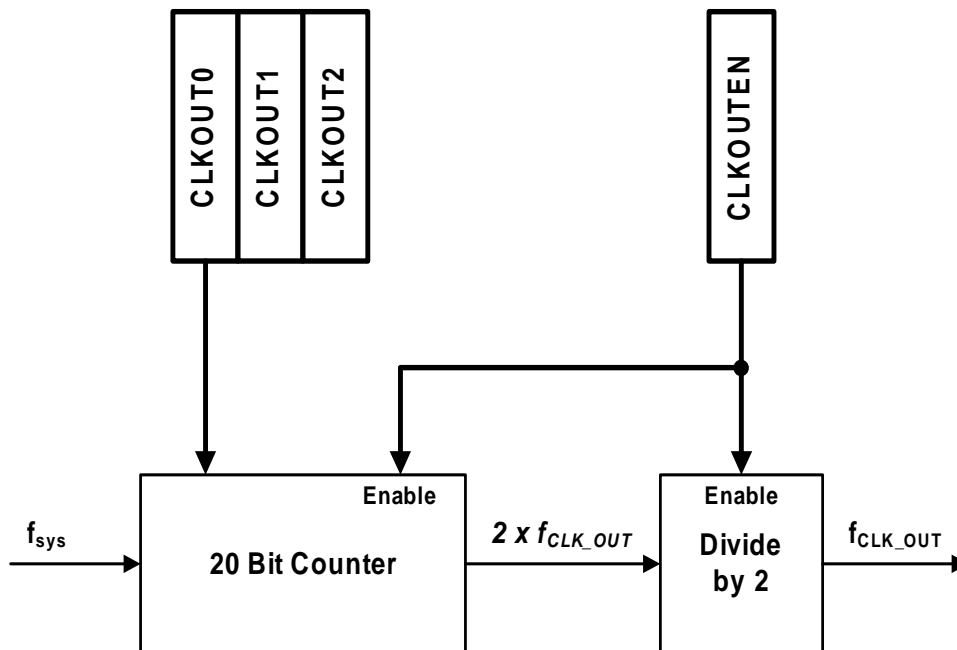 CLKOUT0
CLKOUT1
CLKOUT2
CLKOUTEN
Enable
Enable
fsys
20 Bit Counter
2 x fCLK_OUT
Divide
by 2
fCLK_OUT